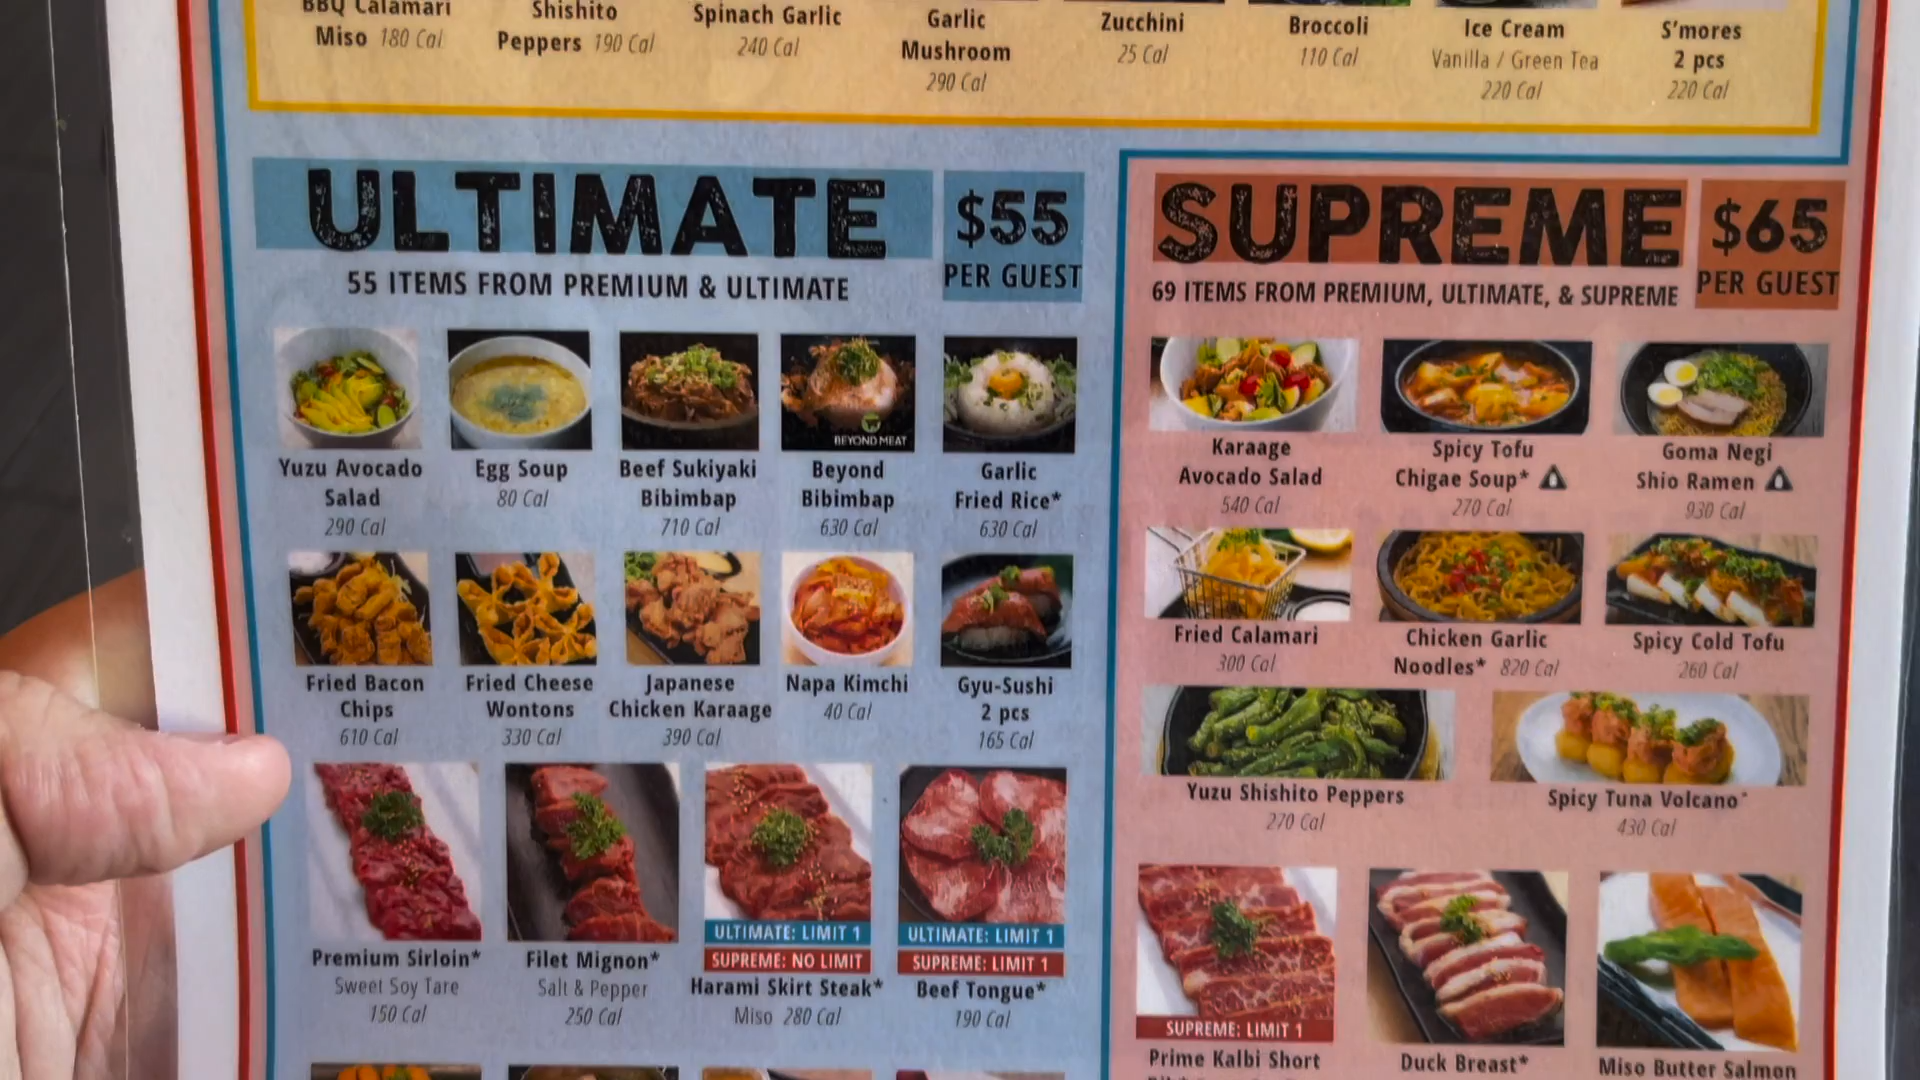 BBQ Calamari
Miso 180 Cal
Shishito
Peppers 190 Cal
Spinach Garlic
240 Cal
Garlic
Mushroom
290 Cal
Zucchini
25 Cal
Broccoli
110 Cal
Ice Cream
Vanilla / Green Tea
220 Cal
S'mores
2 pcs
220 Cal
ULTIMATE
$55
PER GUEST
55 ITEMS FROM PREMIUM & ULTIMATE
Yuzu Avocado
Salad
290 Cal
Egg Soup
80 Cal
Beef Sukiyaki
Bibimbap
710 Cal
BEYOND MEAT
Beyond
Bibimbap
630 Cal
Garlic
Fried Rice*
630 Cal
Fried Bacon
Chips
610 Cal
Fried Cheese
Wontons
330 Cal
Japanese
Chicken Karaage
390 Cal
Napa Kimchi
40 Cal
Gyu-Sushi
2 pcs
165 Cal
Premium Sirloin*
Sweet Soy Tare
150 Cal
Filet Mignon*
Salt & Pepper
250 Cal
ULTIMATE: LIMIT 1
SUPREME: NO LIMIT
Harami Skirt Steak*
Miso 280 Cal
ULTIMATE: LIMIT 1
SUPREME: LIMIT 1
Beef Tongue*
190 Cal
SUPREME
$65
PER GUEST
69 ITEMS FROM PREMIUM, ULTIMATE, & SUPREME
Karaage
Avocado Salad
540 Cal
Spicy Tofu
Chigae Soup*
270 Cal
Goma Negi
Shio Ramen
930 Cal
Fried Calamari
300 Cal
Chicken Garlic
Noodles* 820 Cal
Spicy Cold Tofu
260 Cal
Yuzu Shishito Peppers
270 Cal
Spicy Tuna Volcano*
430 Cal
SUPREME: LIMIT 1
Prime Kalbi Short
Duck Breast*
Miso Butter Salmon